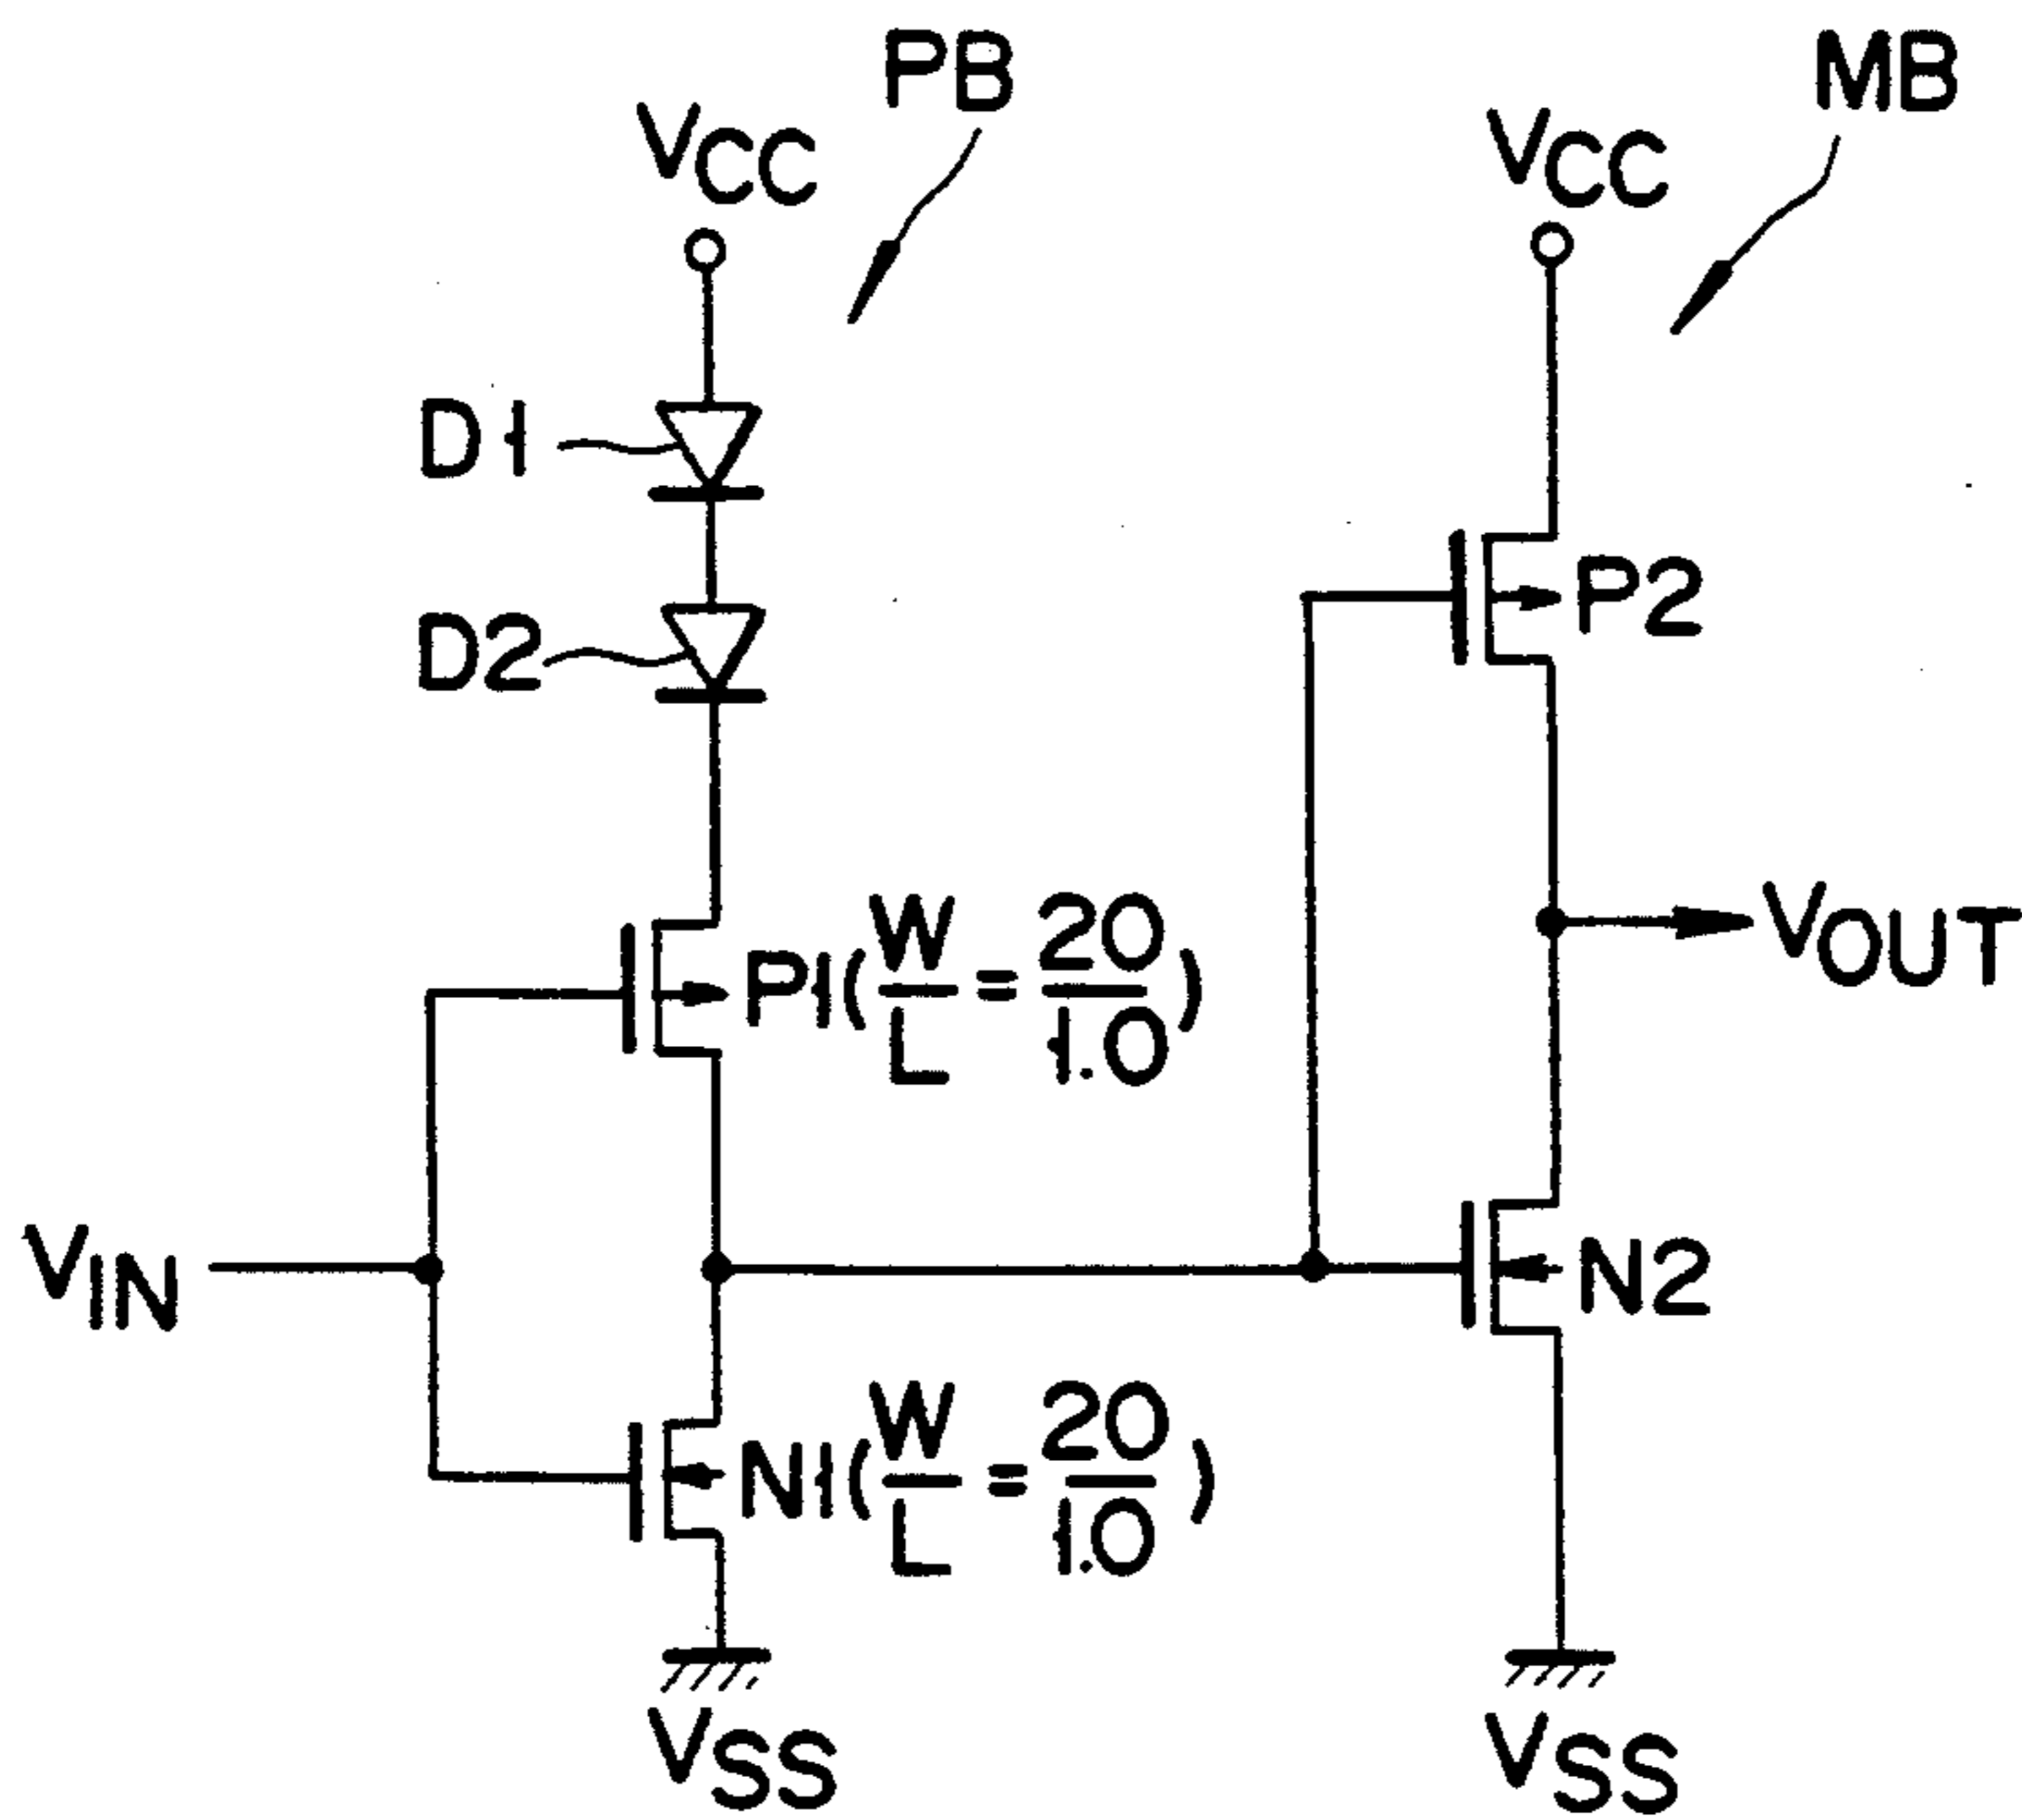 PB
MB
VCC
VCC
D1
D2
P2
P1(W/L=20/1.0)
VOUT
VIN
N2
N1(W/L=20/1.0)
VSS
VSS